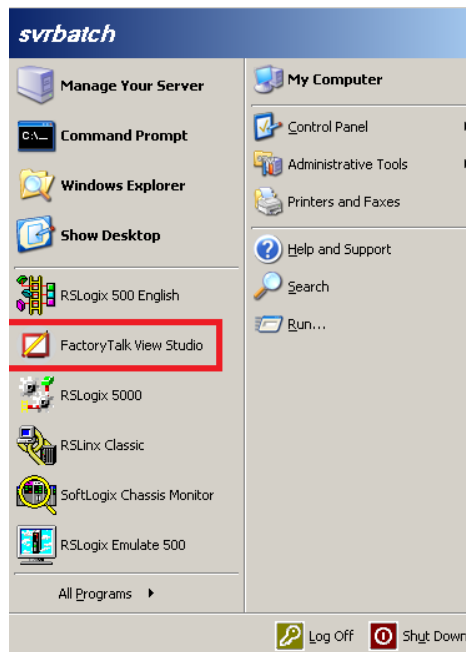 svrbatch
Manage Your Server
Command Prompt
Windows Explorer
Show Desktop
RSLogix 500 English
FactoryTalk View Studio
RSLogix 5000
RSLinx Classic
SoftLogix Chassis Monitor
RSLogix Emulate 500
All Programs
My Computer
Control Panel
Administrative Tools
Printers and Faxes
Help and Support
Search
Run...
Log Off
Shut Down